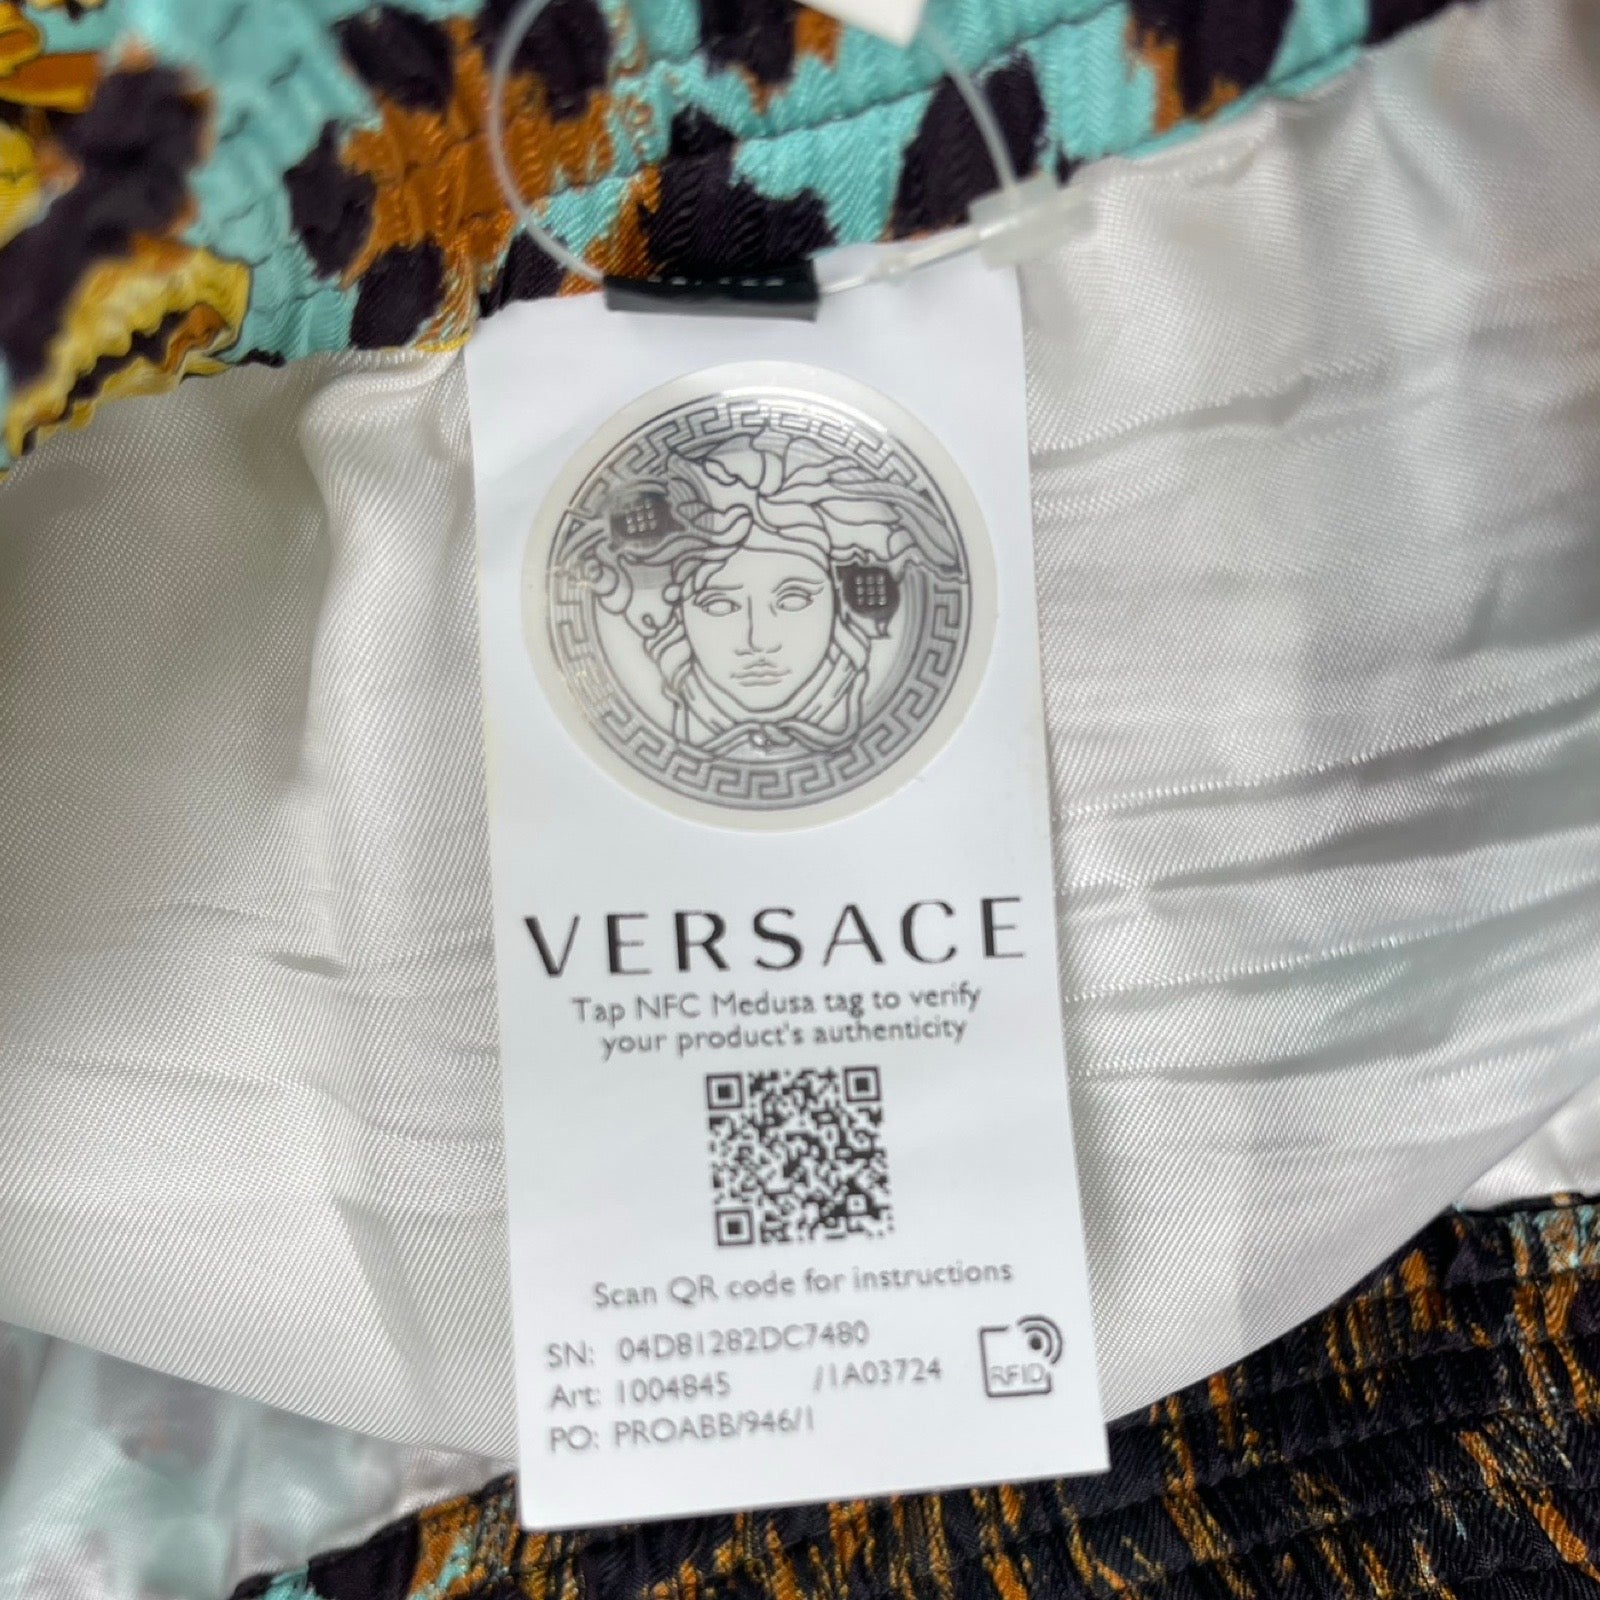 VERSACE
Tap NFC Medusa tag to verify
your product's authenticity
Scan QR code for instructions
SN: 04D81282DC7480
Art: 1004845 /1A03724
PO: PROABB/946/1
RFID